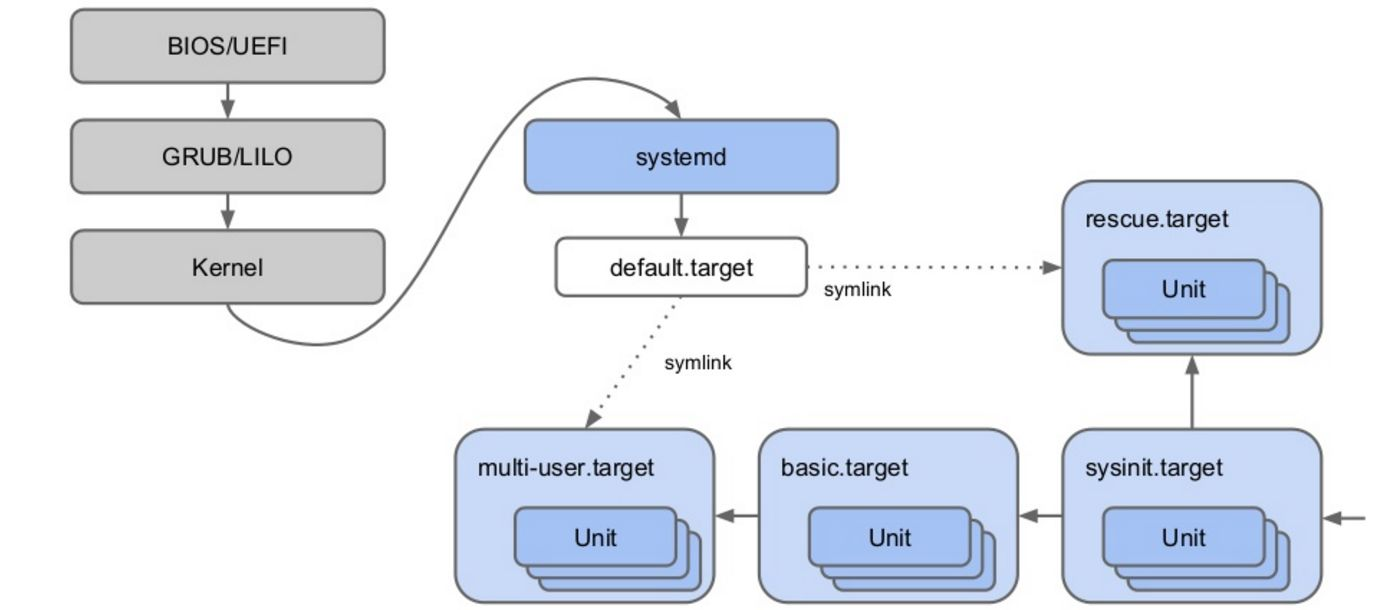 BIOS/UEFI
GRUB/LILO
Kernel
systemd
default.target
symlink
symlink
rescue.target
Unit
multi-user.target
Unit
basic.target
Unit
sysinit.target
Unit